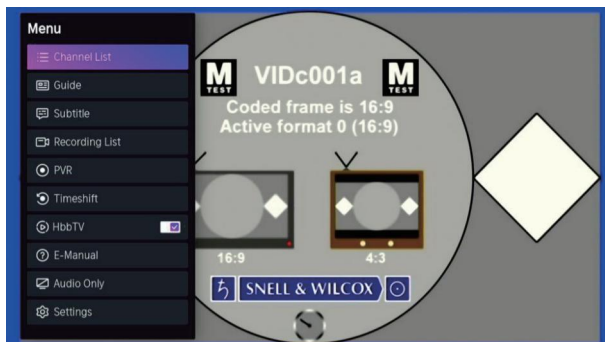 Menu
Channel List
Guide
Subtitle
Recording List
PVR
Timeshift
HbbTV
E-Manual
Audio Only
Settings
M TEST
VIDc001a
M TEST
Coded frame is 16:9
Active format 0 (16:9)
16:9
4:3
SNELL & WILCOX